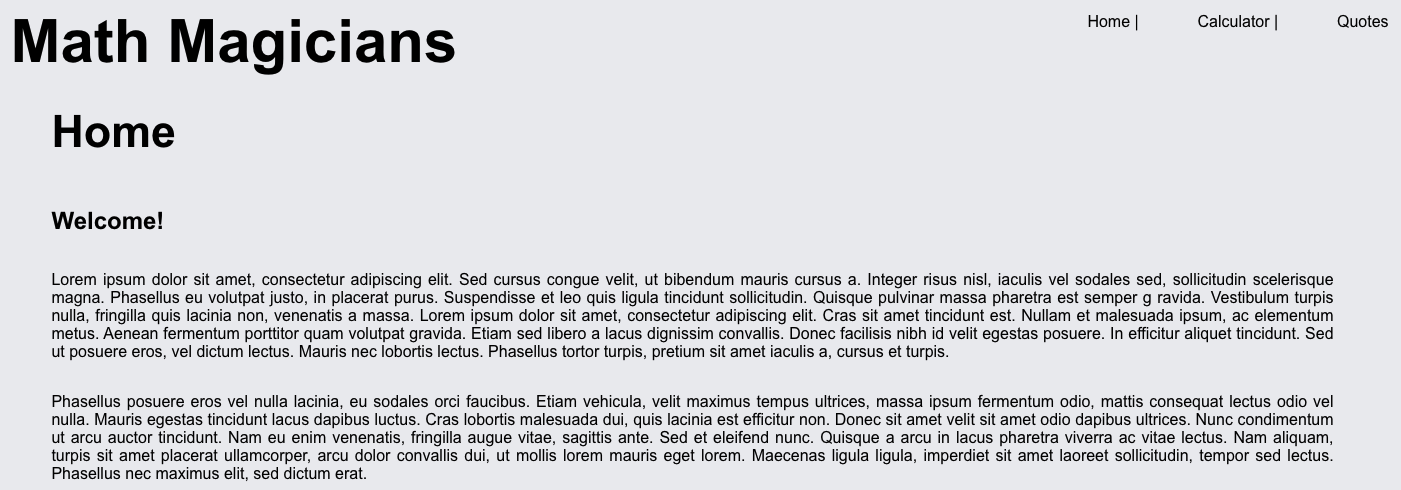 Math Magicians
Home |
Calculator |
Quotes
Home
Welcome!
Lorem ipsum dolor sit amet, consectetur adipiscing elit. Sed cursus congue velit, ut bibendum mauris cursus a. Integer risus nisl, iaculis vel sodales sed, sollicitudin scelerisque
magna. Phasellus eu volutpat justo, in placerat purus. Suspendisse et leo quis ligula tincidunt sollicitudin. Quisque pulvinar massa pharetra est semper g ravida. Vestibulum turpis
nulla, fringilla quis lacinia non, venenatis a massa. Lorem ipsum dolor sit amet, consectetur adipiscing elit. Cras sit amet tincidunt est. Nullam et malesuada ipsum, ac elementum
metus. Aenean fermentum porttitor quam volutpat gravida. Etiam sed libero a lacus dignissim convallis. Donec facilisis nibh id velit egestas posuere. In efficitur aliquet tincidunt. Sed
ut posuere eros, vel dictum lectus. Mauris nec lobortis lectus. Phasellus tortor turpis, pretium sit amet iaculis a, cursus et turpis.
Phasellus posuere eros vel nulla lacinia, eu sodales orci faucibus. Etiam vehicula, velit maximus tempus ultrices, massa ipsum fermentum odio, mattis consequat lectus odio vel
nulla. Mauris egestas tincidunt lacus dapibus luctus. Cras lobortis malesuada dui, quis lacinia est efficitur non. Donec sit amet velit sit amet odio dapibus ultrices. Nunc condimentum
ut arcu auctor tincidunt. Nam eu enim venenatis, fringilla augue vitae, sagittis ante. Sed et eleifend nunc. Quisque a arcu in lacus pharetra viverra ac vitae lectus. Nam aliquam,
turpis sit amet placerat ullamcorper, arcu dolor convallis dui, ut mollis lorem mauris eget lorem. Maecenas ligula ligula, imperdiet sit amet laoreet sollicitudin, tempor sed lectus.
Phasellus nec maximus elit, sed dictum erat.